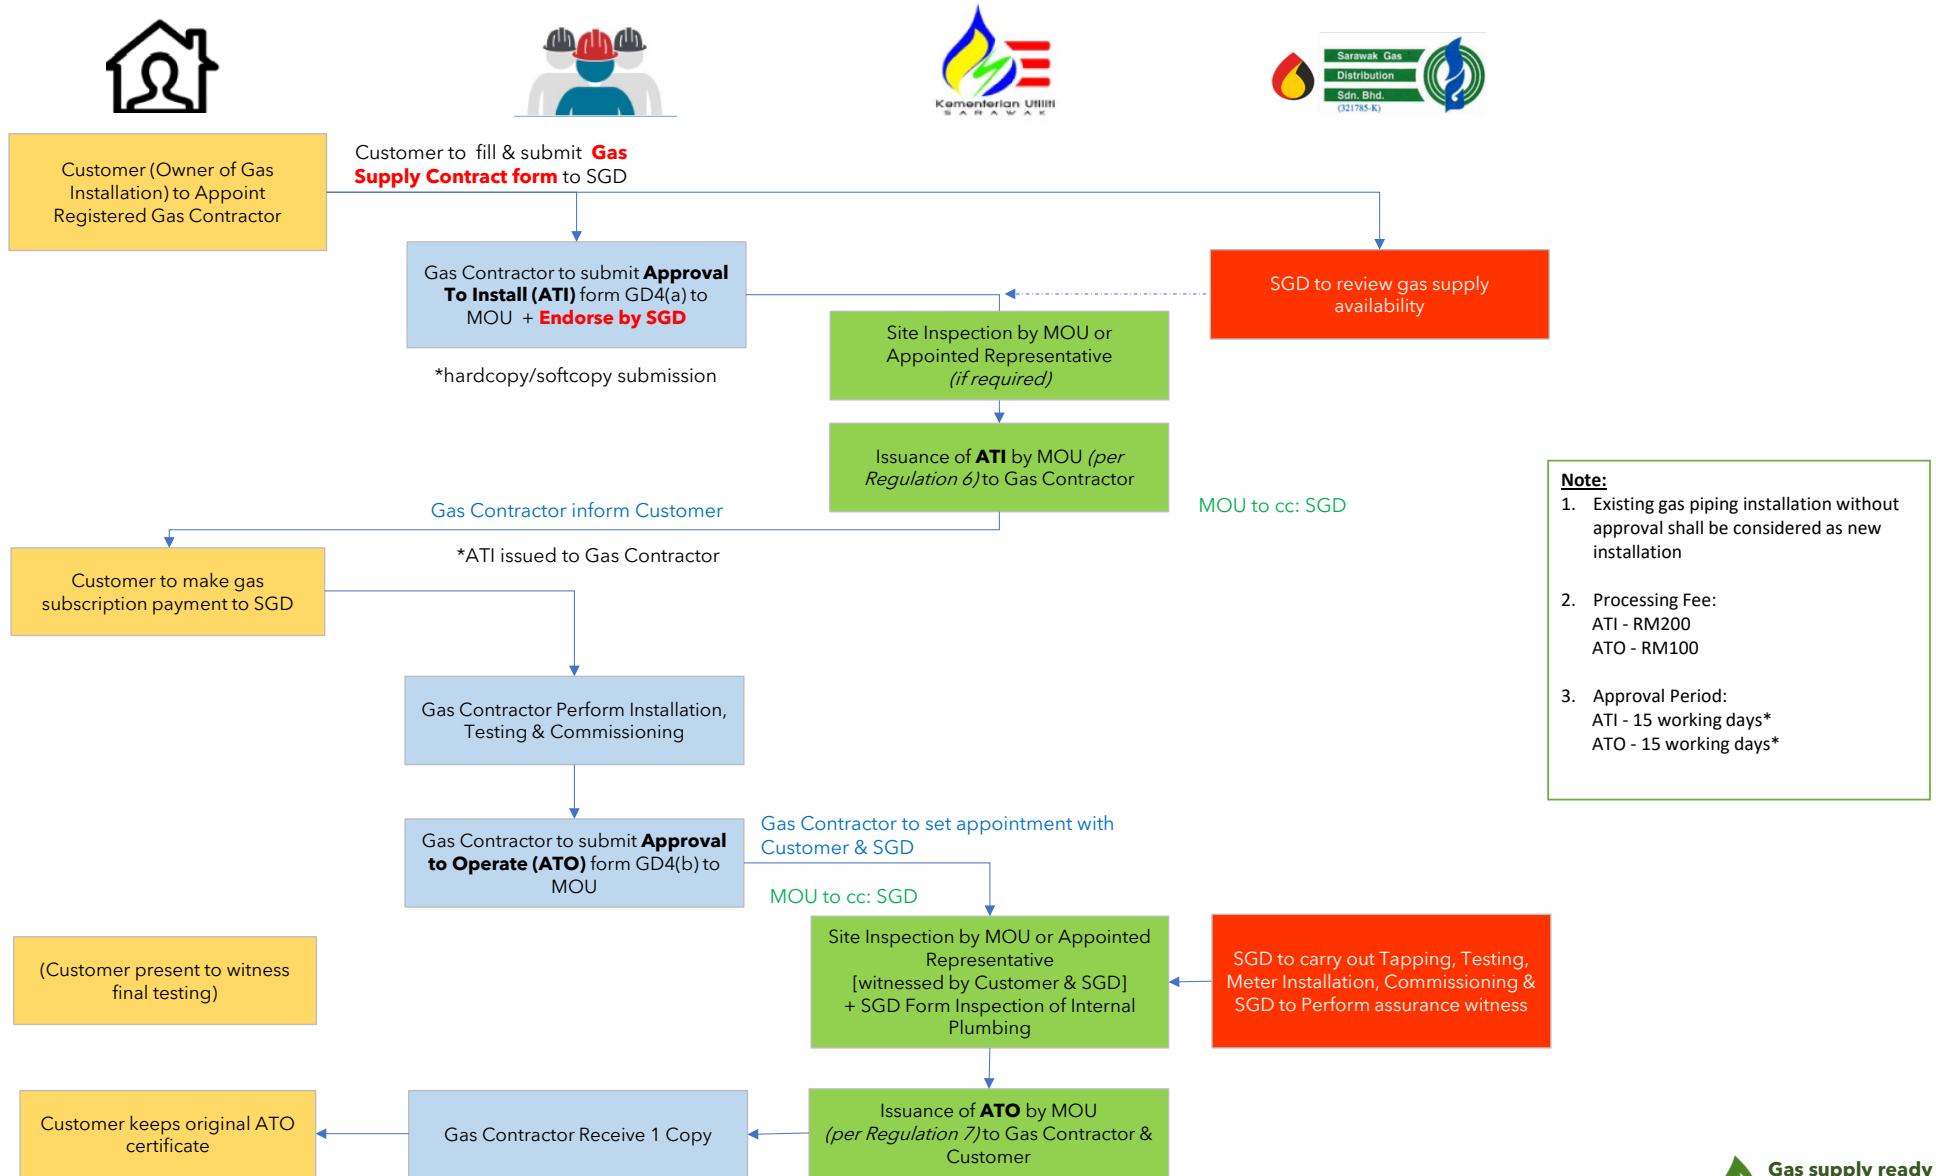 Kementerian Utiliti
SARAWAK
Sarawak Gas
Distribution
Sdn. Bhd.
(321785-K)
Customer (Owner of Gas
Installation) to Appoint
Registered Gas Contractor
Customer to fill & submit Gas
Supply Contract form to SGD
Gas Contractor to submit Approval
To Install (ATI) form GD4(a) to
MOU + Endorse by SGD
*hardcopy/softcopy submission
SGD to review gas supply
availability
Site Inspection by MOU or
Appointed Representative
(if required)
Issuance of ATI by MOU (per
Regulation 6) to Gas Contractor
MOU to cc: SGD
Gas Contractor inform Customer
*ATI issued to Gas Contractor
Customer to make gas
subscription payment to SGD
Note:
1. Existing gas piping installation without
approval shall be considered as new
installation
2. Processing Fee:
ATI - RM200
ATO - RM100
3. Approval Period:
ATI - 15 working days*
ATO - 15 working days*
Gas Contractor Perform Installation,
Testing & Commissioning
Gas Contractor to submit Approval
to Operate (ATO) form GD4(b) to
MOU
Gas Contractor to set appointment with
Customer & SGD
MOU to cc: SGD
(Customer present to witness
final testing)
Site Inspection by MOU or Appointed
Representative
[witnessed by Customer & SGD]
+ SGD Form Inspection of Internal
Plumbing
SGD to carry out Tapping, Testing,
Meter Installation, Commissioning &
SGD to Perform assurance witness
Customer keeps original ATO
certificate
Gas Contractor Receive 1 Copy
Issuance of ATO by MOU
(per Regulation 7) to Gas Contractor &
Customer
Gas supply ready